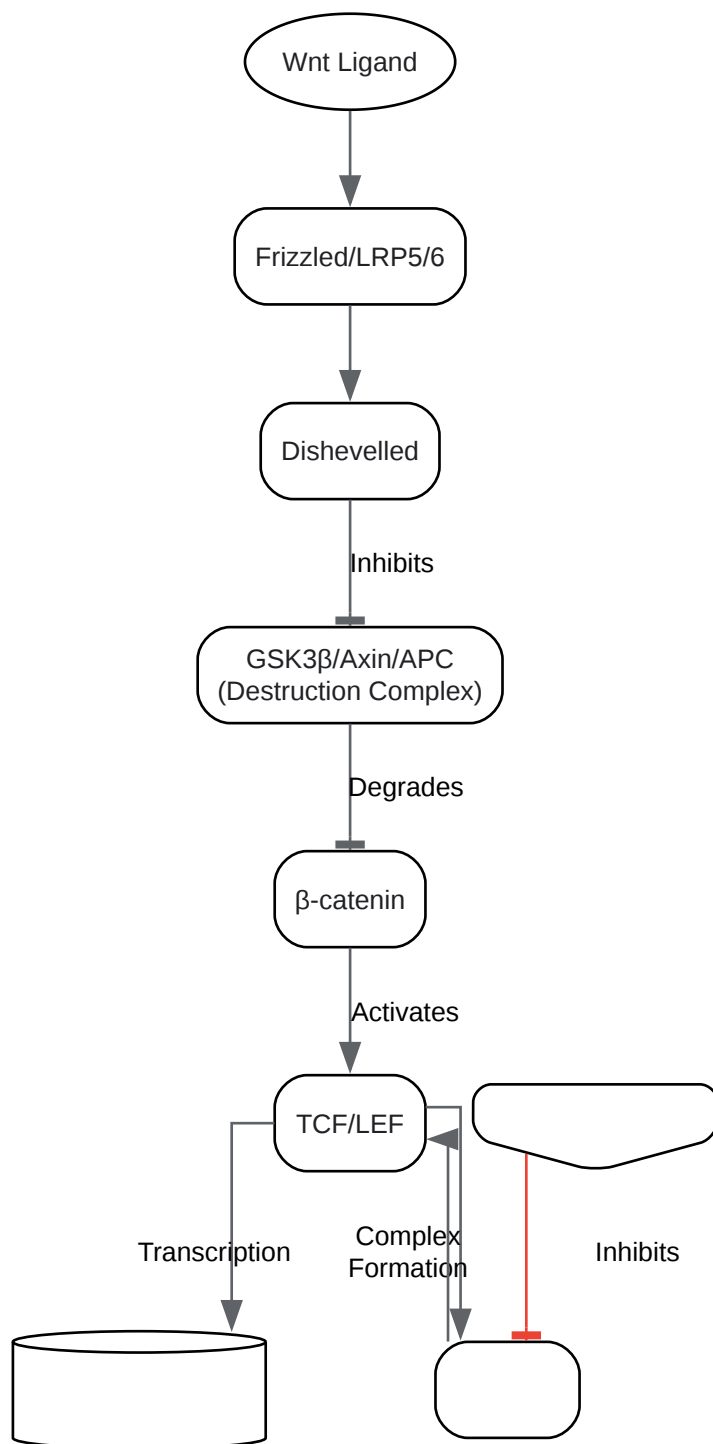 Wnt Ligand
Frizzled/LRP5/6
Dishevelled
Inhibits
GSK3β/Axin/APC
(Destruction Complex)
Degrades
β-catenin
Activates
TCF/LEF
Transcription
Complex
Formation
Inhibits